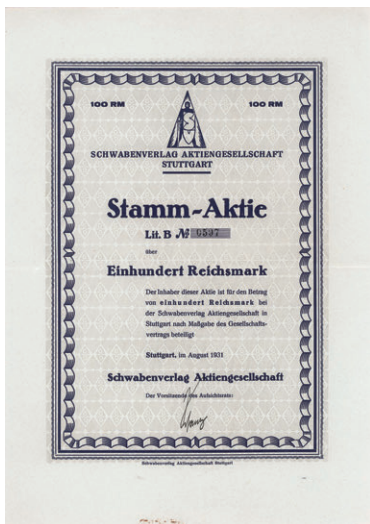 100 RM 100 RM
SCHWABENVERLAG AKTIENGESELLSCHAFT
STUTTGART
Stamm-Aktie
Lit. B № 0597
über
Einhundert Reichsmark
Der Inhaber dieser Aktie ist für den Betrag
von einhundert Reichsmark bei
der Schwabenverlag Aktiengesellschaft in
Stuttgart nach Maßgabe des Gesellschafts-
vertrags beteiligt
Stuttgart, im August 1931
Schwabenverlag Aktiengesellschaft
Der Vorsitzende des Aufsichtsrats:
Schwabenverlag Aktiengesellschaft Stuttgart